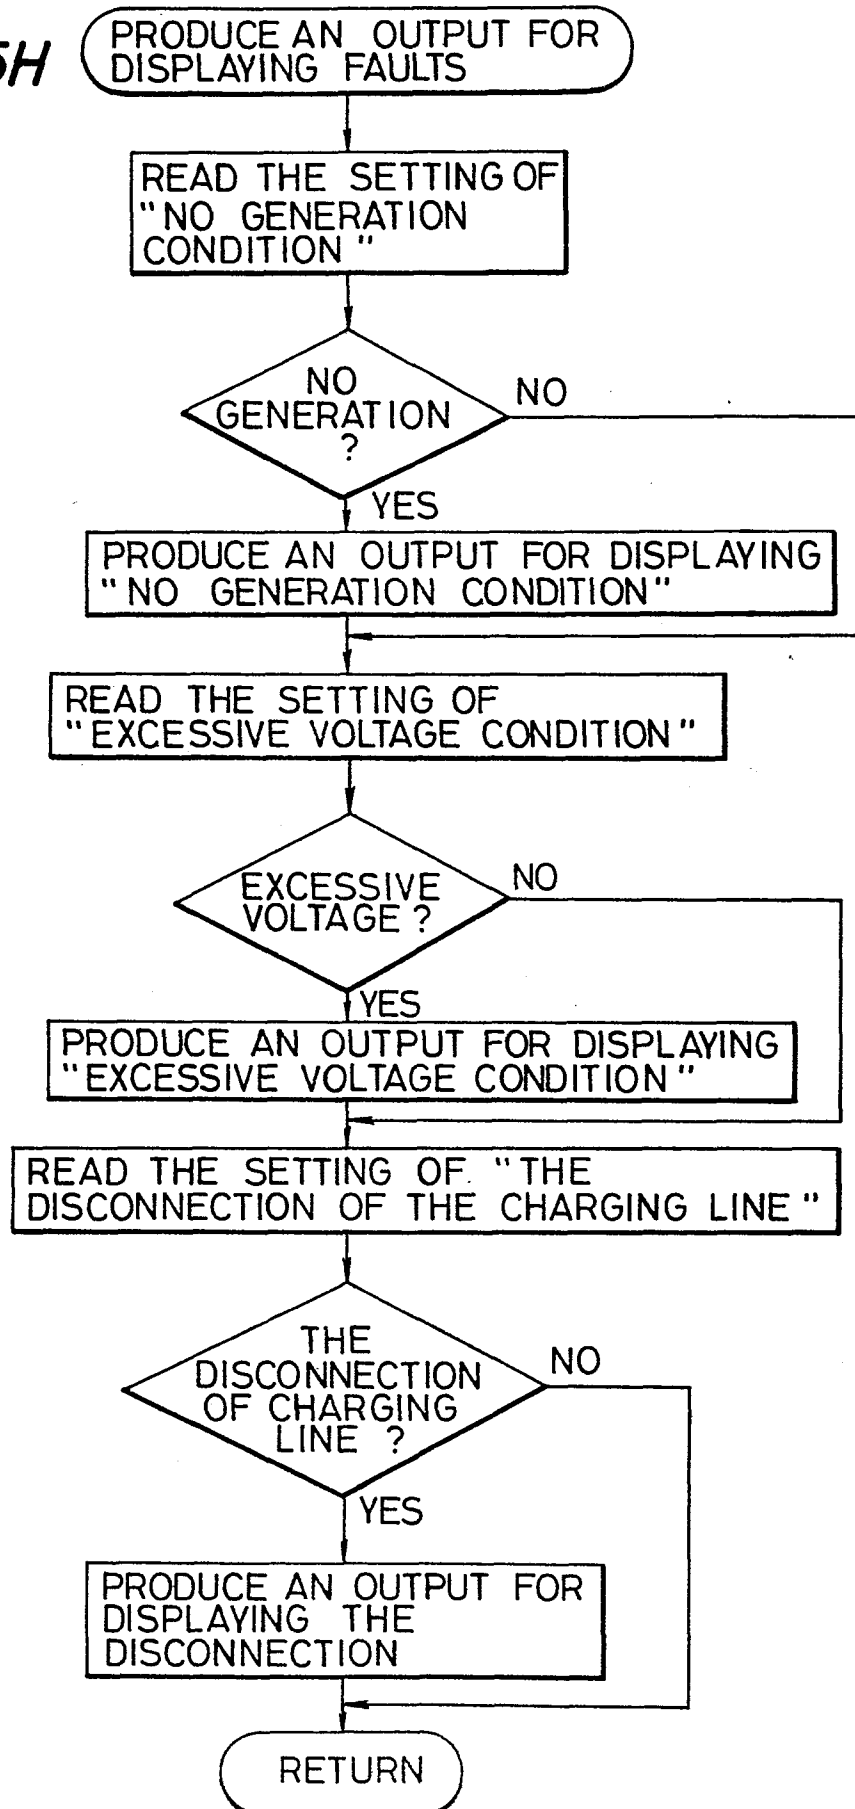 5H
PRODUCE AN OUTPUT FOR
DISPLAYING FAULTS
READ THE SETTING OF
"NO GENERATION
CONDITION"
NO
GENERATION
?
NO
YES
PRODUCE AN OUTPUT FOR DISPLAYING
"NO GENERATION CONDITION"
READ THE SETTING OF
"EXCESSIVE VOLTAGE CONDITION"
EXCESSIVE
VOLTAGE ?
NO
YES
PRODUCE AN OUTPUT FOR DISPLAYING
"EXCESSIVE VOLTAGE CONDITION"
READ THE SETTING OF "THE
DISCONNECTION OF THE CHARGING LINE"
THE
DISCONNECTION
OF CHARGING
LINE ?
NO
YES
PRODUCE AN OUTPUT FOR
DISPLAYING THE
DISCONNECTION
RETURN